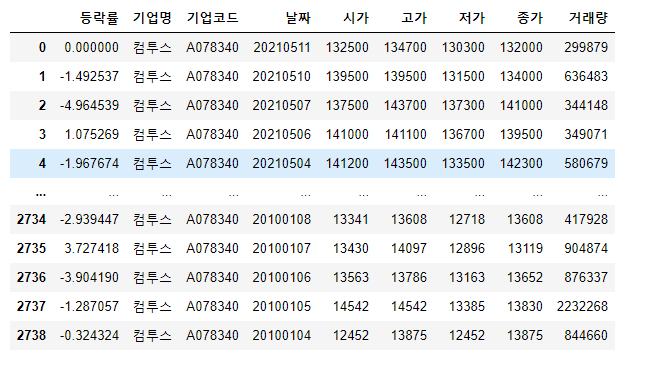 등락률 기업명 기업코드 날짜 시가 고가 저가 종가 거래량
0 0.000000 컴투스 A078340 20210511 132500 134700 130300 132000 299879
1 -1.492537 컴투스 A078340 20210510 139500 139500 131500 134000 636483
2 -4.964539 컴투스 A078340 20210507 137500 143700 137300 141000 344148
3 1.075269 컴투스 A078340 20210506 141000 141100 136700 139500 349071
4 -1.967674 컴투스 A078340 20210504 141200 143500 133500 142300 580679
... ... ... ... ... ... ... ... ... ...
2734 -2.939447 컴투스 A078340 20100108 13341 13608 12718 13608 417928
2735 3.727418 컴투스 A078340 20100107 13430 14097 12896 13119 904874
2736 -3.904190 컴투스 A078340 20100106 13563 13786 13163 13652 876337
2737 -1.287057 컴투스 A078340 20100105 14542 14542 13385 13830 2232268
2738 -0.324324 컴투스 A078340 20100104 12452 13875 12452 13875 844660